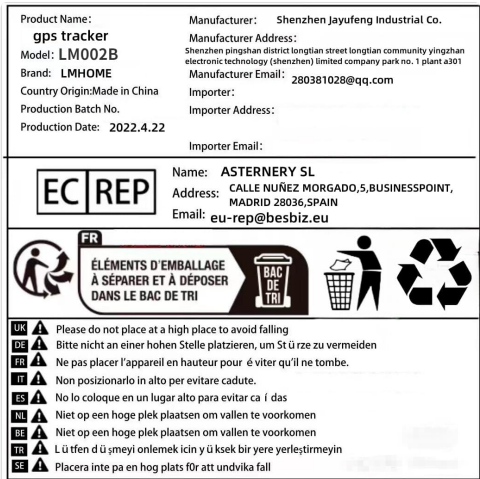 Product Name:
gps tracker
Model: LM002B
Brand: LMHOME
Country Origin:Made in China
Production Batch No.
Production Date: 2022.4.22
Manufacturer: Shenzhen Jayufeng Industrial Co.
Manufacturer Address:
Shenzhen pingshan district longtian street longtian community yingzhan
electronic technology (shenzhen) limited company park no. 1 plant a301
Manufacturer Email: 280381028@qq.com
Importer:
Importer Address:
Importer Email:
EC REP
Name: ASTERNERY SL
Address: CALLE NUÑEZ MORGADO,5,BUSINESSPOINT,
MADRID 28036,SPAIN
Email: eu-rep@besbiz.eu
FR
ÉLÉMENTS D'EMBALLAGE
À SÉPARER ET À DÉPOSER
DANS LE BAC DE TRI
BAC
DE
TRI
UK Please do not place at a high place to avoid falling
DE Bitte nicht an einer hohen Stelle platzieren, um St ü rze zu vermeiden
FR Ne pas placer l'appareil en hauteur pour é viter qu'il ne tombe.
IT Non posizionarlo in alto per evitare cadute.
ES No lo coloque en un lugar alto para evitar ca í das
NL Niet op een hoge plek plaatsen om vallen te voorkomen
BE Niet op een hoge plek plaatsen om vallen te voorkomen
TR L ü tfen d ü şmeyi onlemek icin y ü ksek bir yere yerleştirmeyin
SE Placera inte pa en hog plats f0r att undvika fall